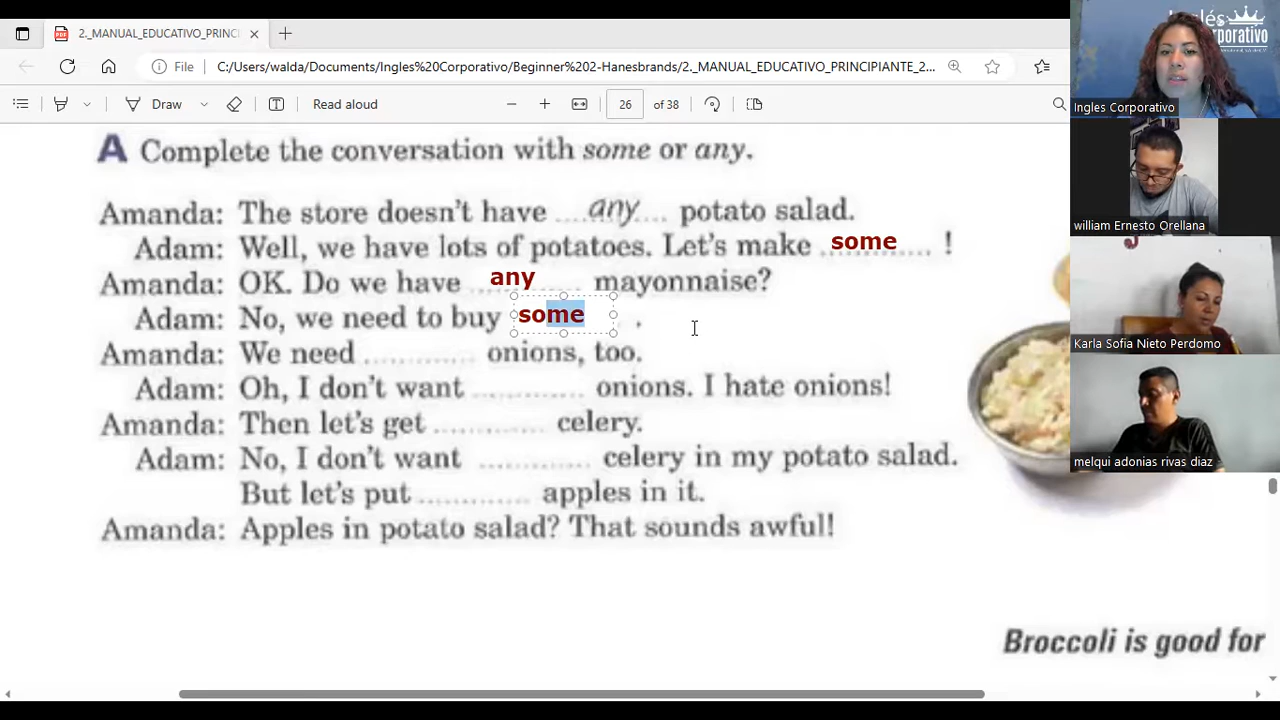 2._MANUAL_EDUCATIVO_PRINCI
File
C:/Users/walda/Documents/Ingles%20Corporativo/Beginner%202-Hanesbrands/2._MANUAL_EDUCATIVO_PRINCIPIANTE_2...
Draw
Read aloud
26 of 38
A Complete the conversation with some or any.
Amanda: The store doesn't have ....any.... potato salad.
Adam: Well, we have lots of potatoes. Let's make some !
Amanda: OK. Do we have any mayonnaise?
Adam: No, we need to buy some .
Amanda: We need ............ onions, too.
Adam: Oh, I don't want ............ onions. I hate onions!
Amanda: Then let's get ............ celery.
Adam: No, I don't want ............ celery in my potato salad.
But let's put ............ apples in it.
Amanda: Apples in potato salad? That sounds awful!
Broccoli is good for
Inglés
Corporativo
Ingles Corporativo
william Ernesto Orellana
Karla Sofia Nieto Perdomo
melqui adonias rivas diaz